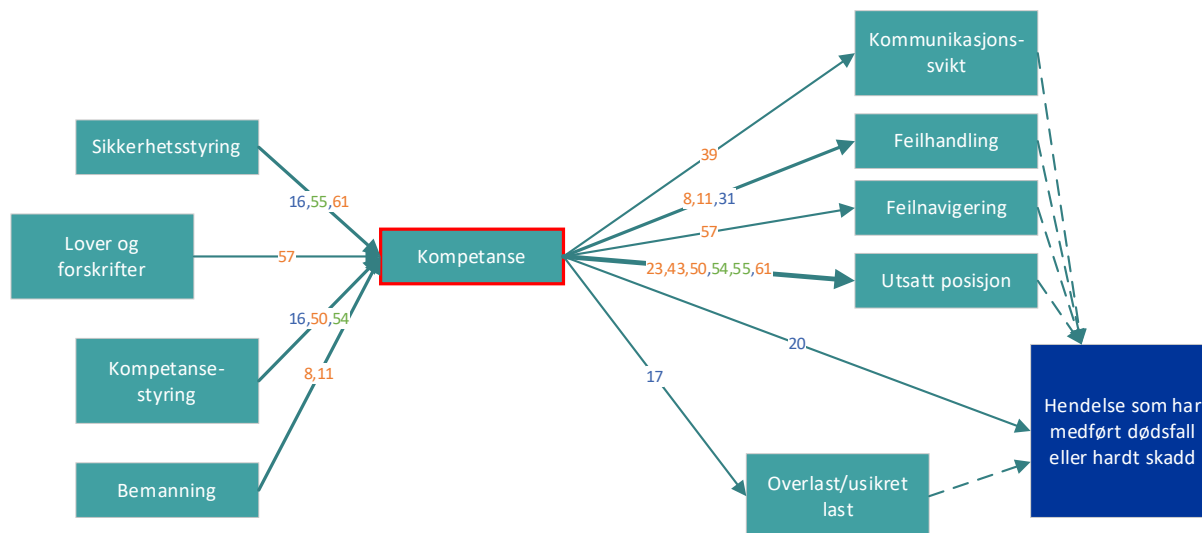 Kommunikasjons-
svikt
Sikkerhetsstyring
Feilhandling
39
8,11,31
16,55,61
Feilnavigering
57
Lover og
forskrifter
57
Kompetanse
23,43,50,54,55,61
Utsatt posisjon
16,50,54
20
Kompetanse-
styring
8,11
17
Hendelse som har
medført dødsfall
eller hardt skadd
Bemanning
Overlast/usikret
last